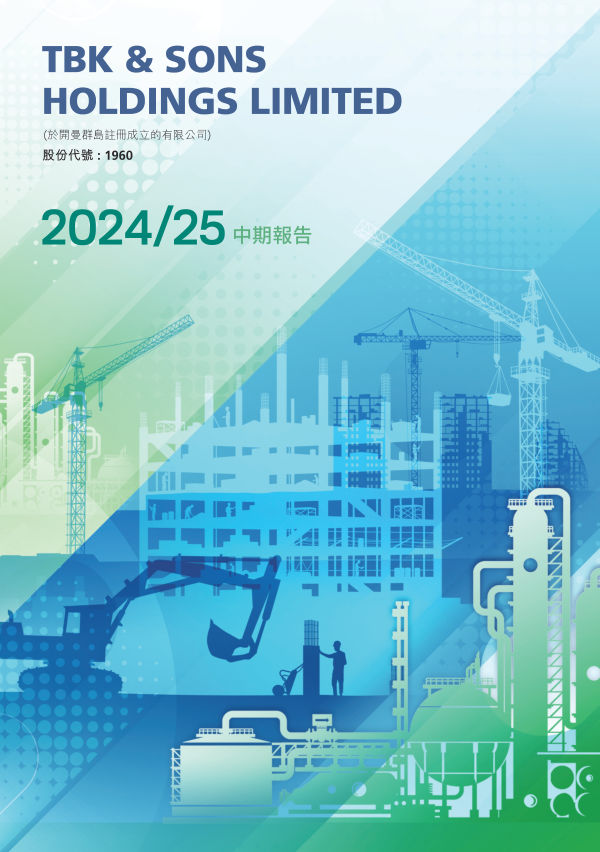 TBK & SONS
HOLDINGS LIMITED
(於開曼群島註冊成立的有限公司)
股份代號：1960
2024/25 中期報告